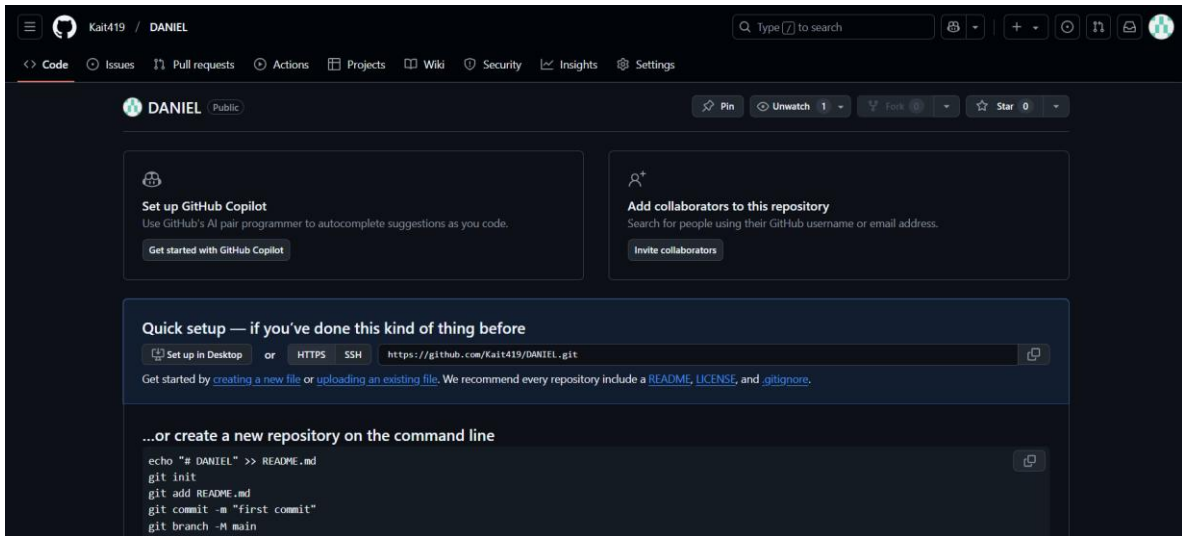 Kait419 / DANIEL
Type / to search
Code Issues Pull requests Actions Projects Wiki Security Insights Settings
DANIEL Public
Pin Unwatch 1 Fork 0 Star 0
Set up GitHub Copilot
Use GitHub's AI pair programmer to autocomplete suggestions as you code.
Get started with GitHub Copilot
Add collaborators to this repository
Search for people using their GitHub username or email address.
Invite collaborators
Quick setup — if you've done this kind of thing before
Set up in Desktop or HTTPS SSH https://github.com/Kait419/DANIEL.git
Get started by creating a new file or uploading an existing file. We recommend every repository include a README, LICENSE, and .gitignore.
...or create a new repository on the command line
echo "# DANIEL" >> README.md
git init
git add README.md
git commit -m "first commit"
git branch -M main